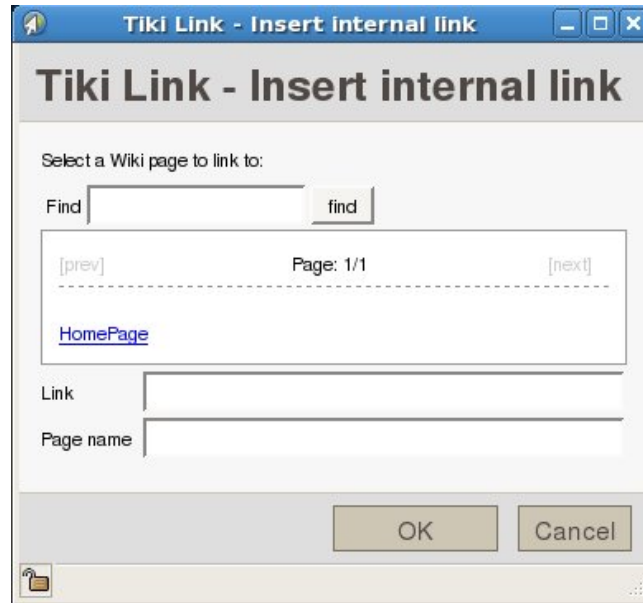 Tiki Link - Insert internal link
Tiki Link - Insert internal link
Select a Wiki page to link to:
Find find
[prev] Page: 1/1 [next]
HomePage
Link
Page name
OK Cancel